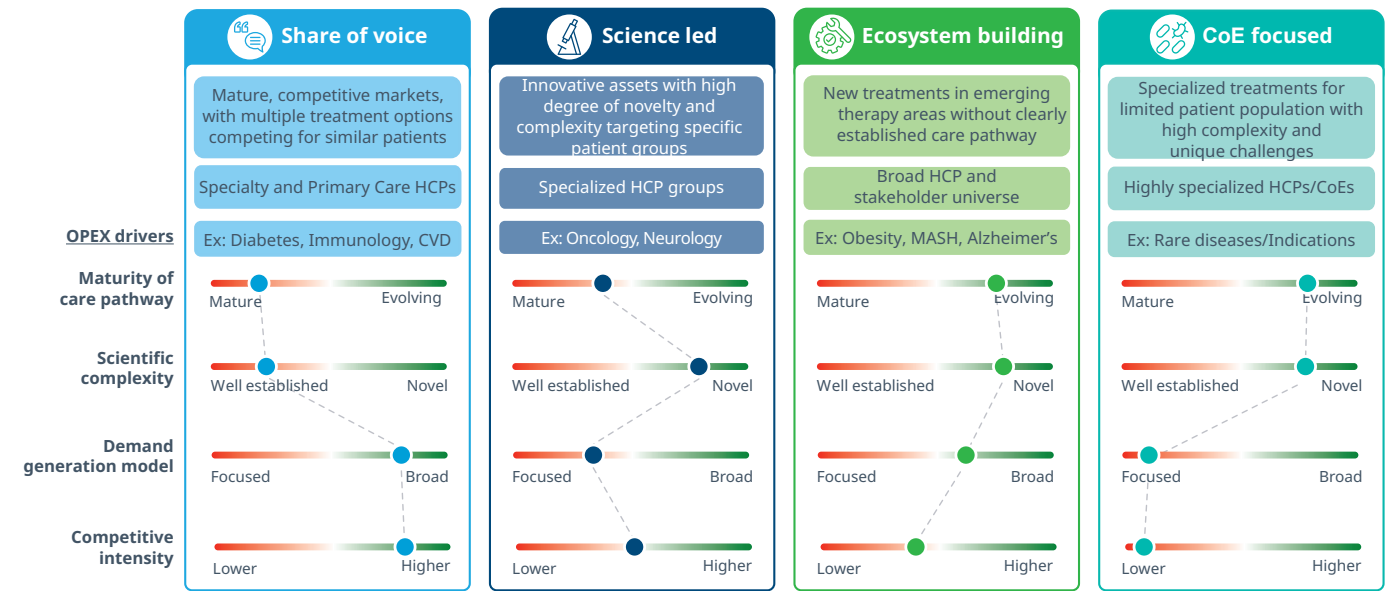 Share of voice
Mature, competitive markets,
with multiple treatment options
competing for similar patients
Specialty and Primary Care HCPs
Ex: Diabetes, Immunology, CVD
Science led
Innovative assets with high
degree of novelty and
complexity targeting specific
patient groups
Specialized HCP groups
Ex: Oncology, Neurology
Ecosystem building
New treatments in emerging
therapy areas without clearly
established care pathway
Broad HCP and
stakeholder universe
Ex: Obesity, MASH, Alzheimer’s
CoE focused
Specialized treatments for
limited patient population with
high complexity and
unique challenges
Highly specialized HCPs/CoEs
Ex: Rare diseases/Indications
OPEX drivers
Maturity of
care pathway
Mature Evolving
Mature Evolving
Mature Evolving
Mature Evolving
Scientific
complexity
Well established Novel
Well established Novel
Well established Novel
Well established Novel
Demand
generation model
Focused Broad
Focused Broad
Focused Broad
Focused Broad
Competitive
intensity
Lower Higher
Lower Higher
Lower Higher
Lower Higher